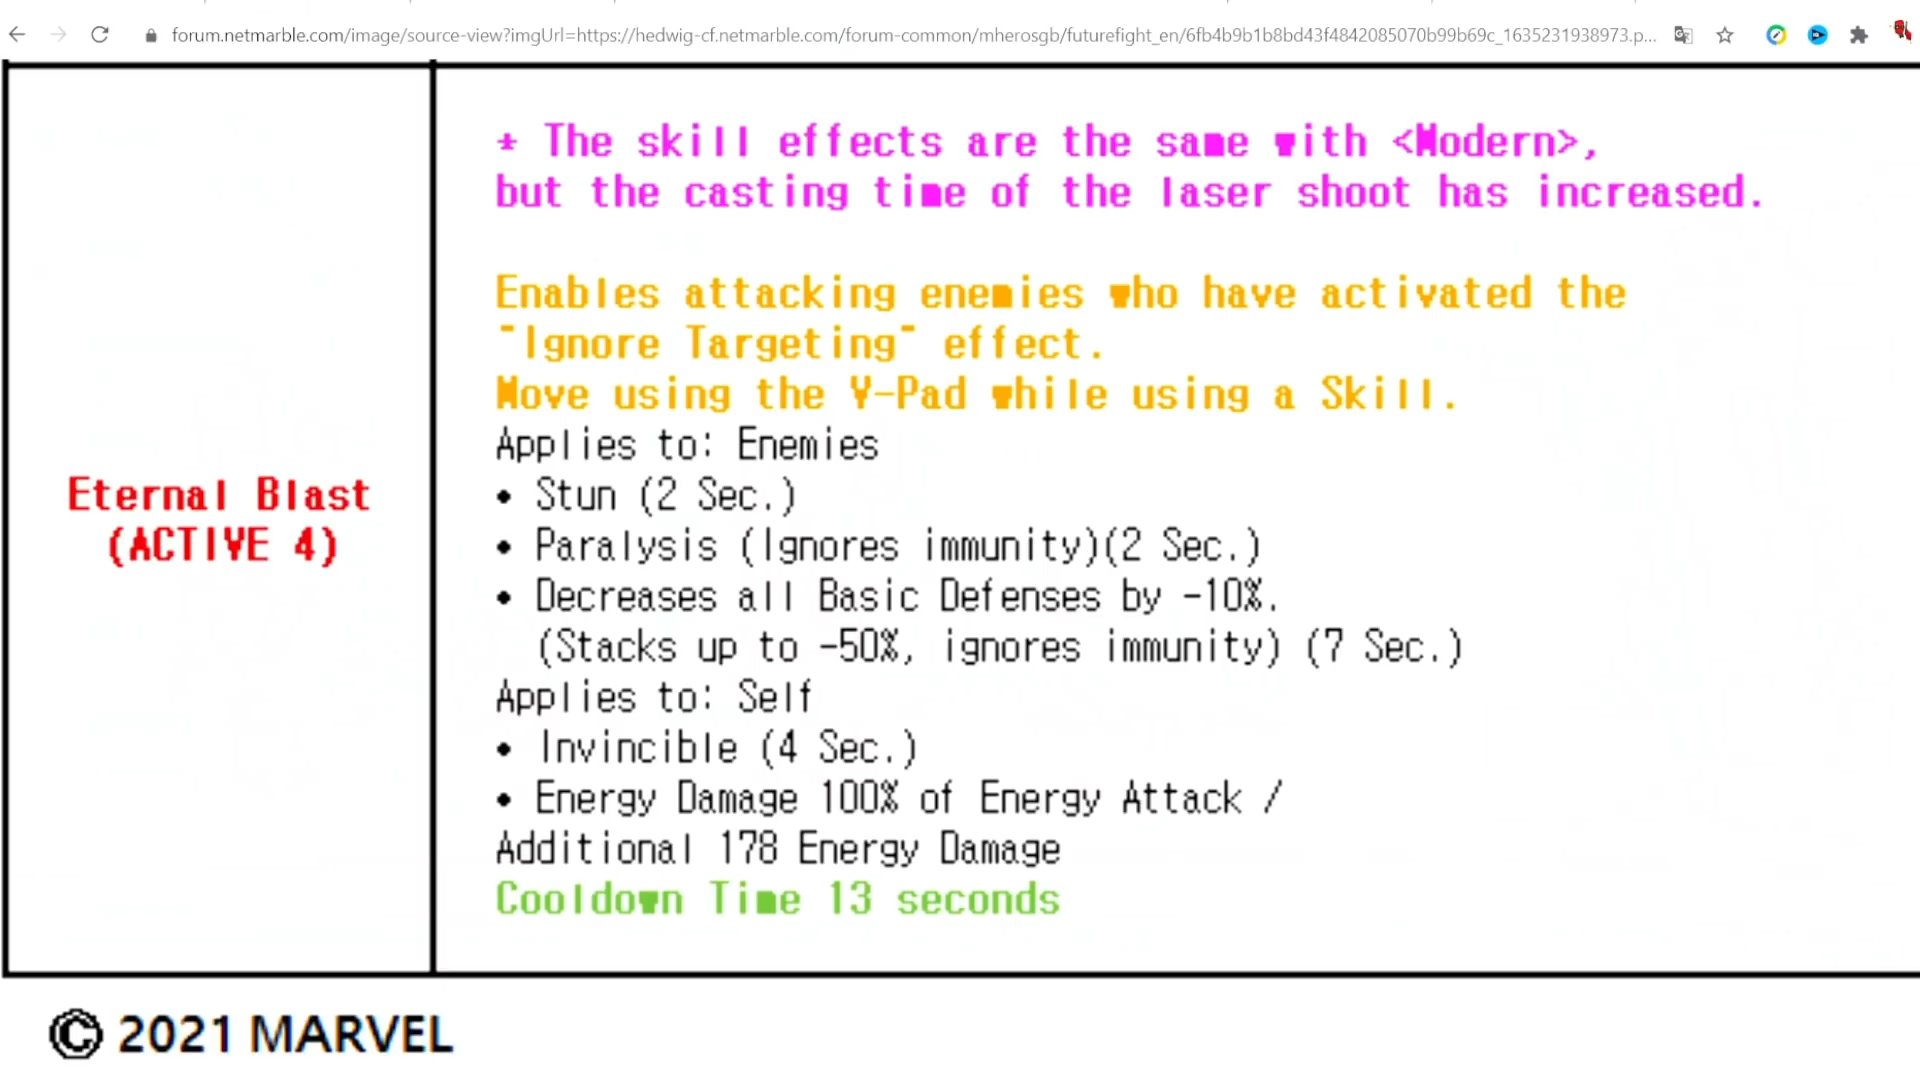 forum.netmarble.com/image/source-view?imgUrl=https://hedwig-cf.netmarble.com/forum-common/mherosgb/futurefight_en/6fb4b9b1b8bd43f4842085070b99b69c_1635231938973.p...
* The skill effects are the same with <Modern>,
but the casting time of the laser shoot has increased.
Enables attacking enemies who have activated the
"Ignore Targeting" effect.
Move using the V-Pad while using a Skill.
Applies to: Enemies
• Stun (2 Sec.)
• Paralysis (Ignores immunity)(2 Sec.)
• Decreases all Basic Defenses by -10%.
(Stacks up to -50%, ignores immunity) (7 Sec.)
Applies to: Self
• Invincible (4 Sec.)
• Energy Damage 100% of Energy Attack /
Additional 178 Energy Damage
Cooldown Time 13 seconds
Eternal Blast
(ACTIVE 4)
© 2021 MARVEL